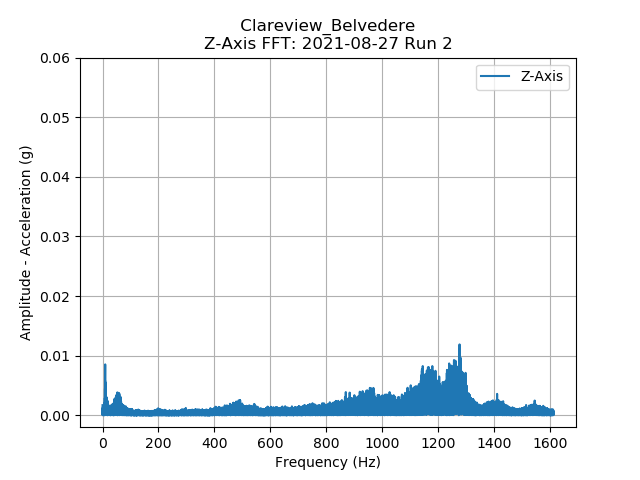 Clareview_Belvedere
Z-Axis FFT: 2021-08-27 Run 2
Z-Axis
0.06
0.05
0.04
0.03
0.02
0.01
0.00
Amplitude - Acceleration (g)
0 200 400 600 800 1000 1200 1400 1600
Frequency (Hz)